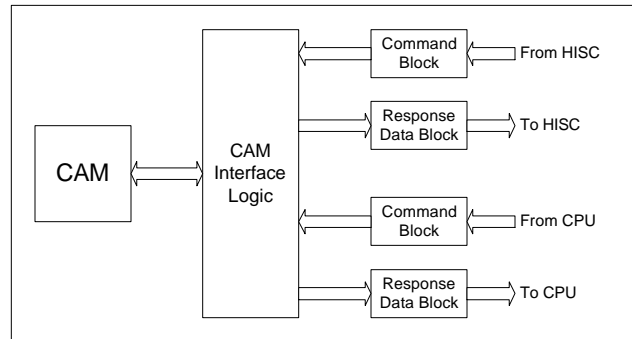 Command
Block
From HISC
Response
Data Block
To HISC
CAM
CAM
Interface
Logic
Command
Block
From CPU
Response
Data Block
To CPU